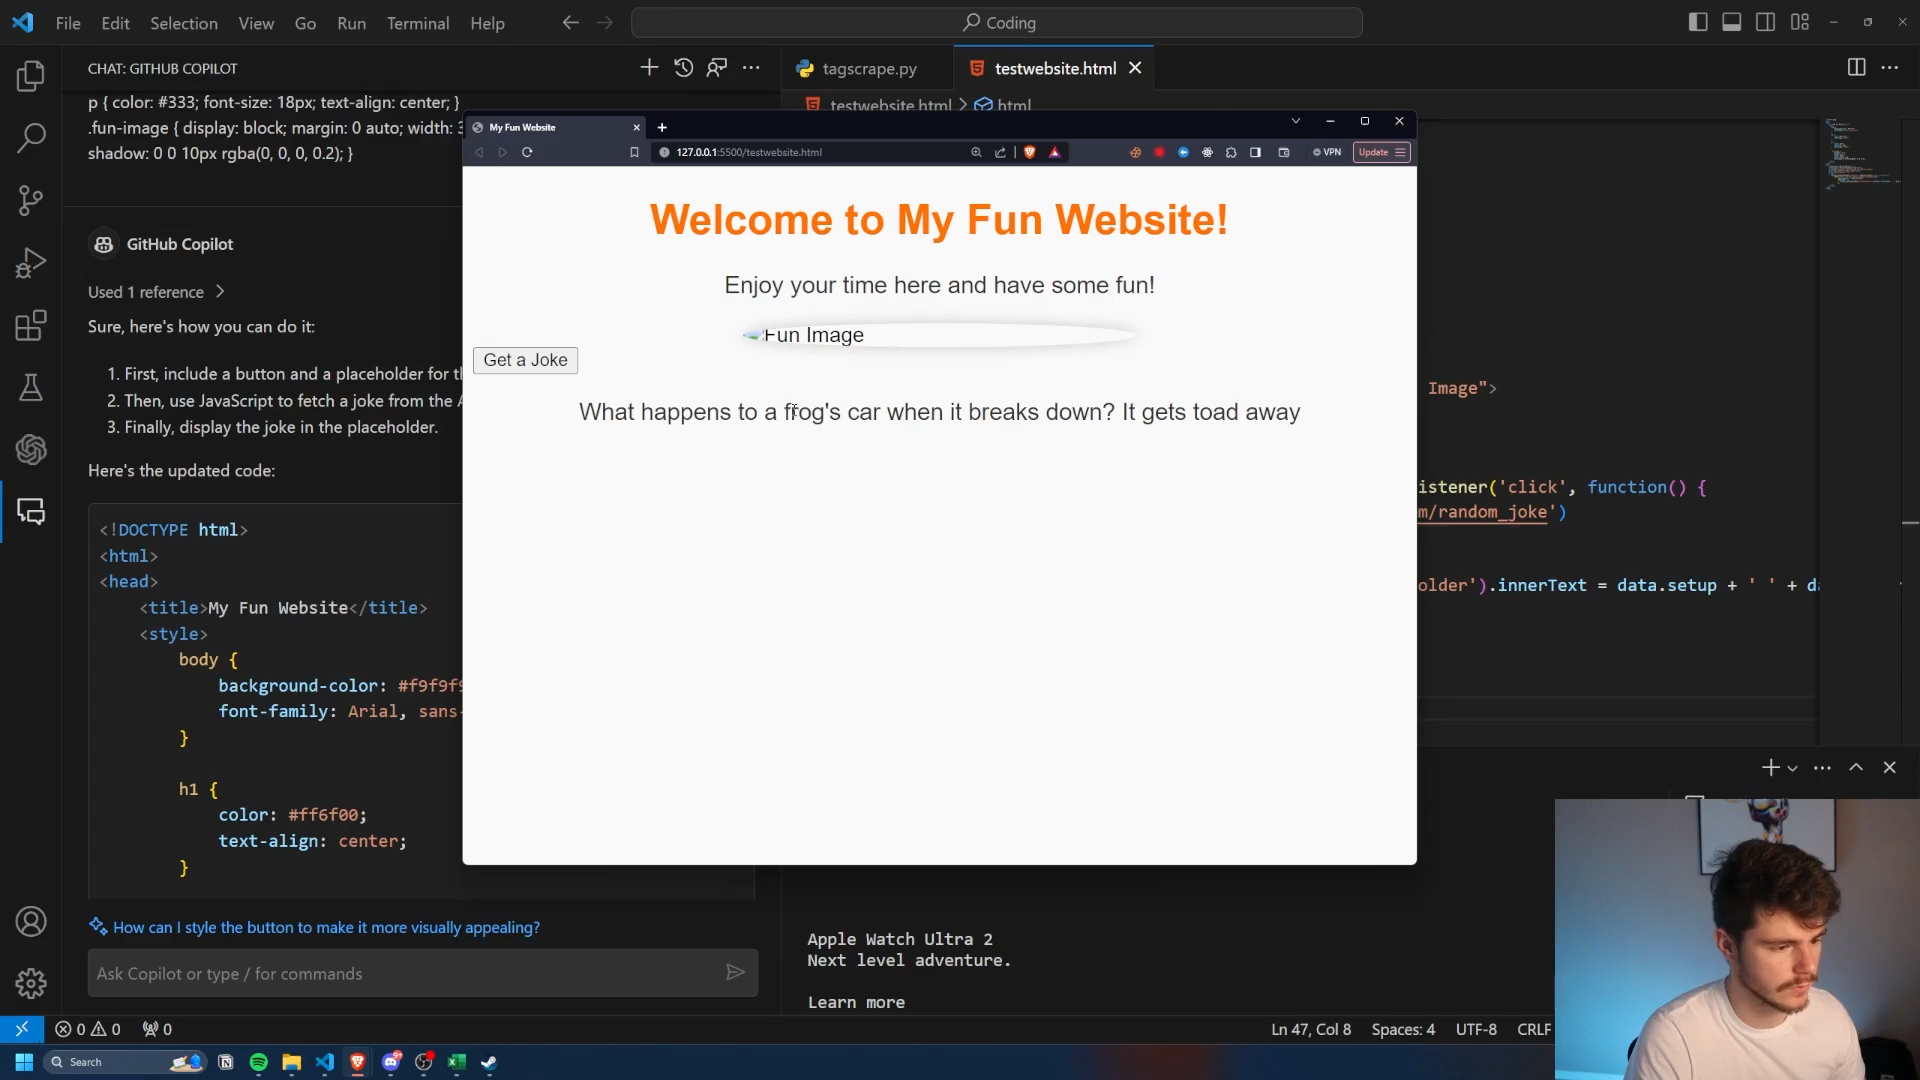 File Edit Selection View Go Run Terminal Help
Coding
CHAT: GITHUB COPILOT
tagscrape.py
testwebsite.html
testwebsite.html > html
p { color: #333; font-size: 18px; text-align: center; }
.fun-image { display: block; margin: 0 auto; width:
shadow: 0 0 10px rgba(0, 0, 0, 0.2); }
GitHub Copilot
Used 1 reference >
Sure, here's how you can do it:
1. First, include a button and a placeholder for t
2. Then, use JavaScript to fetch a joke from the A
3. Finally, display the joke in the placeholder.
Here's the updated code:
<!DOCTYPE html>
<html>
<head>
<title>My Fun Website</title>
<style>
body {
background-color: #f9f9f9
font-family: Arial, sans-
}
h1 {
color: #ff6f00;
text-align: center;
}
How can I style the button to make it more visually appealing?
Ask Copilot or type / for commands
My Fun Website
127.0.0.1:5500/testwebsite.html
VPN
Update
Welcome to My Fun Website!
Enjoy your time here and have some fun!
Fun Image
Get a Joke
What happens to a frog's car when it breaks down? It gets toad away
Image">
istener('click', function() {
m/random_joke')
older').innerText = data.setup + ' ' + da
Apple Watch Ultra 2
Next level adventure.
Learn more
0 0 0
Ln 47, Col 8 Spaces: 4 UTF-8 CRLF
Search